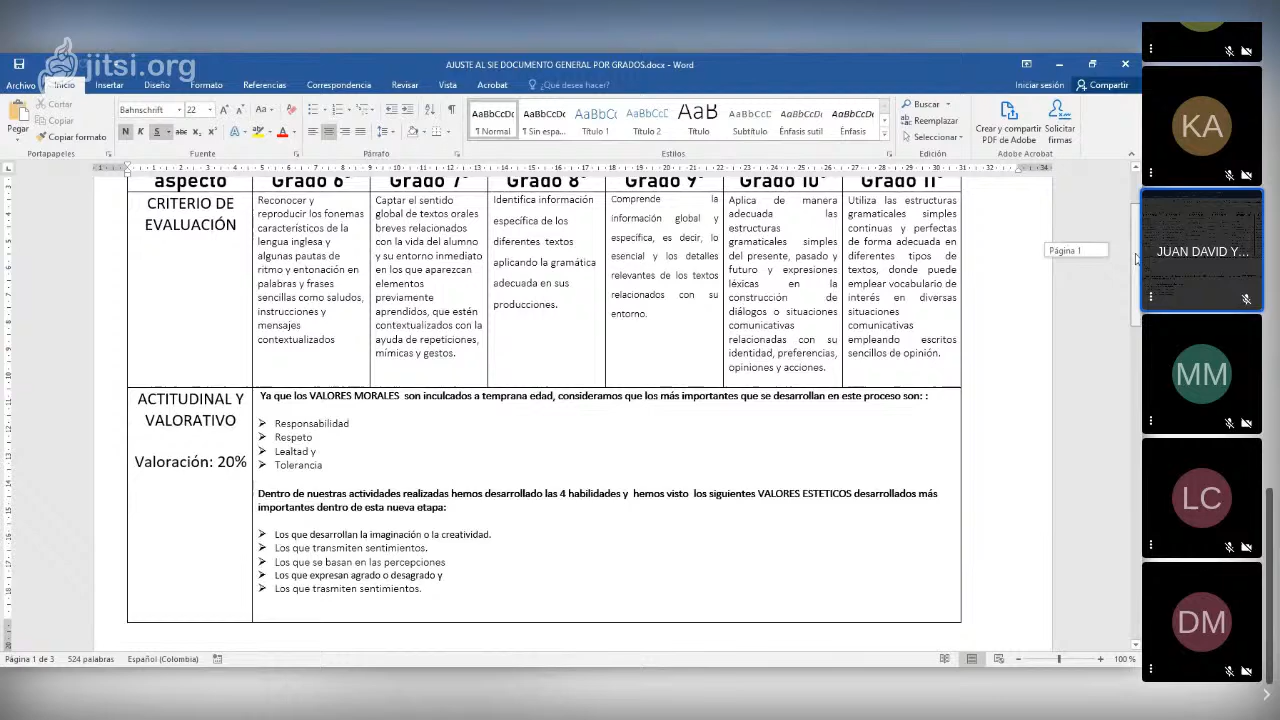 jitsi.org
AJUSTE AL SIE DOCUMENTO GENERAL POR GRADOS.docx - Word
Archivo Inicio Insertar Diseño Formato Referencias Correspondencia Revisar Vista Acrobat ¿Qué desea hacer? Iniciar sesión Compartir
Pegar
Cortar
Copiar
Copiar formato
Portapapeles
Bahnschrift 22
N K S
Fuente
Párrafo
AaBbCcDc AaBbCcDc AaBbCc AaBbCcC AaB AaBbCcD AaBbCcDc AaBbCcDc
¶ Normal ¶ Sin espa... Título 1 Título 2 Título Subtítulo Énfasis sutil Énfasis
Estilos
Buscar
Reemplazar
Seleccionar
Edición
Crear y compartir PDF de Adobe
Solicitar firmas
Adobe Acrobat
aspecto Grado 6° Grado 7° Grado 8° Grado 9° Grado 10° Grado 11°
CRITERIO DE
EVALUACIÓN
Reconocer y
reproducir los fonemas
característicos de la
lengua inglesa y
algunas pautas de
ritmo y entonación en
palabras y frases
sencillas como saludos,
instrucciones y
mensajes
contextualizados
Captar el sentido
global de textos orales
breves relacionados
con la vida del alumno
y su entorno inmediato
en los que aparezcan
elementos
previamente
aprendidos, que estén
contextualizados con la
ayuda de repeticiones,
mímicas y gestos.
Identifica información
específica de los
diferentes textos
aplicando la gramática
adecuada en sus
producciones.
Comprende la
información global y
específica, es decir, lo
esencial y los detalles
relevantes de los textos
relacionados con su
entorno.
Aplica de manera
adecuada las
estructuras
gramaticales simples
del presente, pasado y
futuro y expresiones
léxicas en la
construcción de
diálogos o situaciones
comunicativas
relacionadas con su
identidad, preferencias,
opiniones y acciones.
Utiliza las estructuras
gramaticales simples
continuas y perfectas
de forma adecuada en
diferentes tipos de
textos, donde puede
emplear vocabulario de
interés en diversas
situaciones
comunicativas
empleando escritos
sencillos de opinión.
Página 1
ACTITUDINAL Y
VALORATIVO
Valoración: 20%
Ya que los VALORES MORALES son inculcados a temprana edad, consideramos que los más importantes que se desarrollan en este proceso son: :
Responsabilidad
Respeto
Lealtad y
Tolerancia
Dentro de nuestras actividades realizadas hemos desarrollado las 4 habilidades y hemos visto los siguientes VALORES ESTETICOS desarrollados más
importantes dentro de esta nueva etapa:
Los que desarrollan la imaginación o la creatividad.
Los que transmiten sentimientos.
Los que se basan en las percepciones
Los que expresan agrado o desagrado y
Los que trasmiten sentimientos.
Página 1 de 3 524 palabras Español (Colombia) 100 %
KA
JUAN DAVID Y...
MM
LC
DM